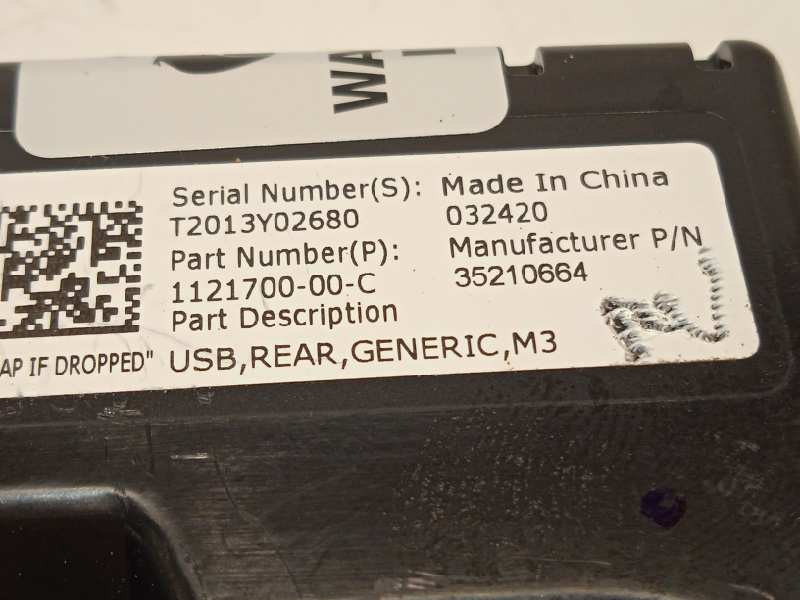 WA
Serial Number(S):
T2013Y02680
Part Number(P):
1121700-00-C
Part Description
USB,REAR,GENERIC,M3
Made In China
032420
Manufacturer P/N
35210664
AP IF DROPPED"